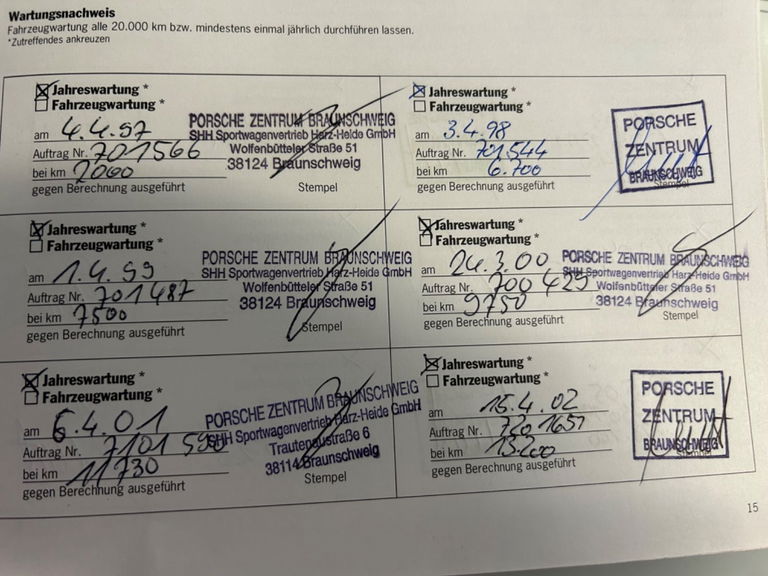 Wartungsnachweis
Fahrzeugwartung alle 20.000 km bzw. mindestens einmal jährlich durchführen lassen.
*Zutreffendes ankreuzen
Jahreswartung *
Fahrzeugwartung *
am 4.4.97
Auftrag Nr. 701566
bei km 2060
gegen Berechnung ausgeführt
PORSCHE ZENTRUM BRAUNSCHWEIG
SHH Sportwagenvertrieb Harz-Heide GmbH
Wolfenbütteler Straße 51
38124 Braunschweig
Stempel
Jahreswartung *
Fahrzeugwartung *
am 3.4.98
Auftrag Nr. 701544
bei km 6.700
gegen Berechnung ausgeführt
PORSCHE
ZENTRUM
BRAUNSCHWEIG
Stempel
Jahreswartung *
Fahrzeugwartung *
am 1.4.99
Auftrag Nr. 701487
bei km 7500
gegen Berechnung ausgeführt
PORSCHE ZENTRUM BRAUNSCHWEIG
SHH Sportwagenvertrieb Harz-Heide GmbH
Wolfenbütteler Straße 51
38124 Braunschweig
Stempel
Jahreswartung *
Fahrzeugwartung *
am 24.3.00
Auftrag Nr. 700429
bei km 9750
gegen Berechnung ausgeführt
PORSCHE ZENTRUM BRAUNSCHWEIG
SHH Sportwagenvertrieb Harz-Heide GmbH
Wolfenbütteler Straße 51
38124 Braunschweig
Stempel
Jahreswartung *
Fahrzeugwartung *
am 6.4.01
Auftrag Nr.
bei km 11730
gegen Berechnung ausgeführt
PORSCHE ZENTRUM BRAUNSCHWEIG
SHH Sportwagenvertrieb Harz-Heide GmbH
Trautenaustraße 6
38114 Braunschweig
Stempel
Jahreswartung *
Fahrzeugwartung *
am 15.4.02
Auftrag Nr.
bei km 13.200
gegen Berechnung ausgeführt
PORSCHE
ZENTRUM
BRAUNSCHWEIG
Stempel
15